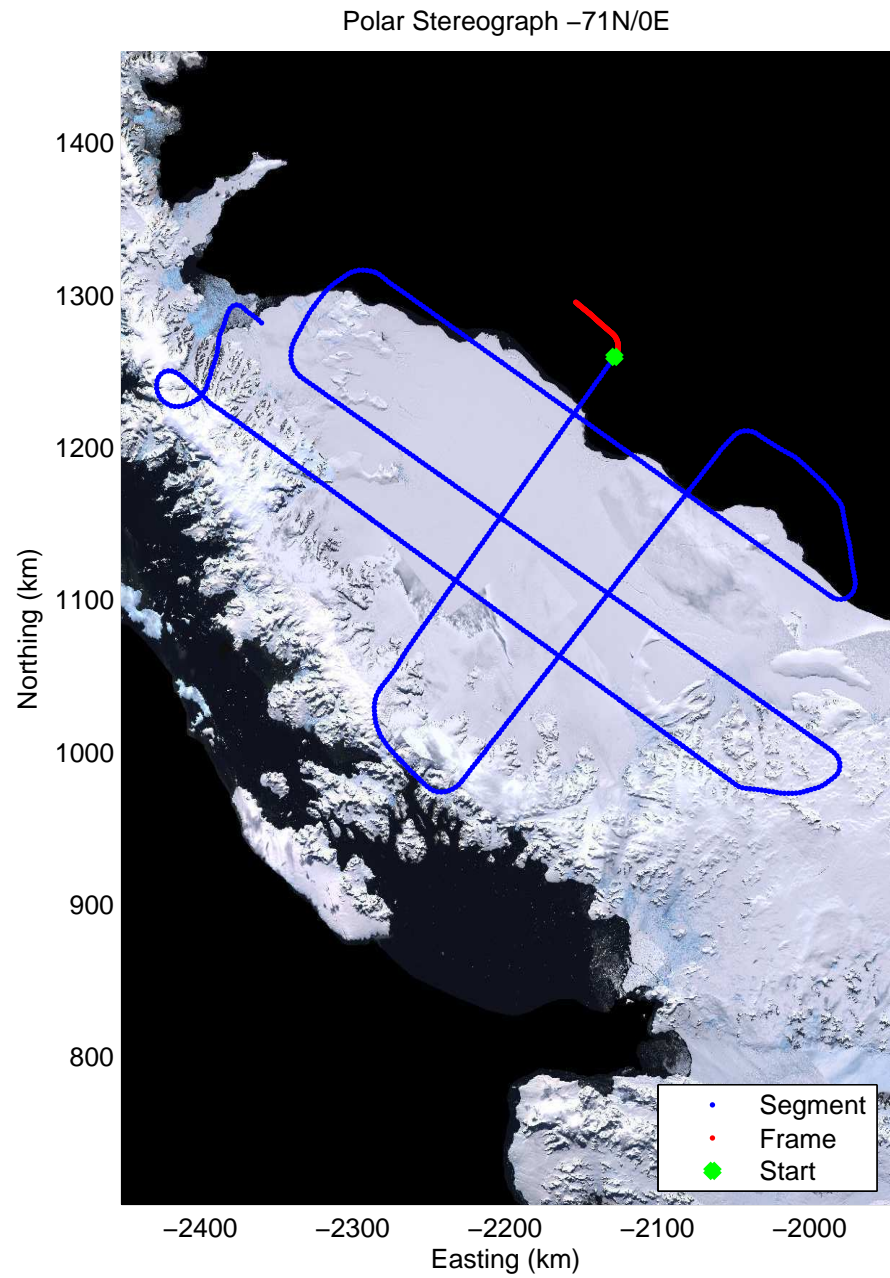 Polar Stereograph −71N/0E
1400
1300
1200
1100
1000
900
800
Northing (km)
Segment
Frame
Start
−2400 −2300 −2200 −2100 −2000
Easting (km)